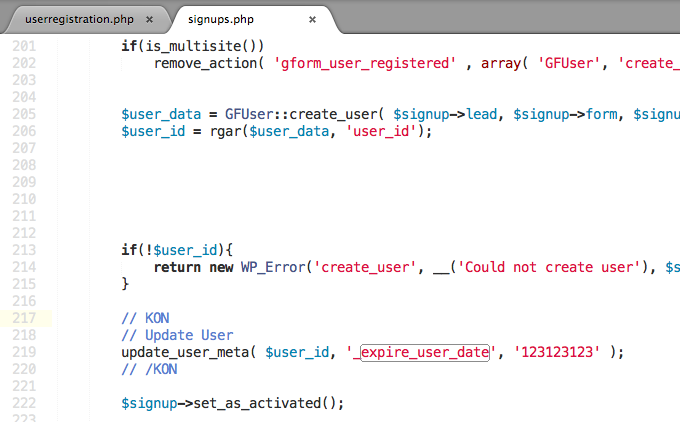 userregistration.php × signups.php ×
201 if(is_multisite())
202 remove_action( 'gform_user_registered' , array( 'GFUser', 'create_
203
204
205 $user_data = GFUser::create_user( $signup->lead, $signup->form, $signu
206 $user_id = rgar($user_data, 'user_id');
207
208
209
210
211
212
213 if(!$user_id){
214 return new WP_Error('create_user', __('Could not create user'), $s
215 }
216
217 // KON
218 // Update User
219 update_user_meta( $user_id, '_expire_user_date', '123123123' );
220 // /KON
221
222 $signup->set_as_activated();
223